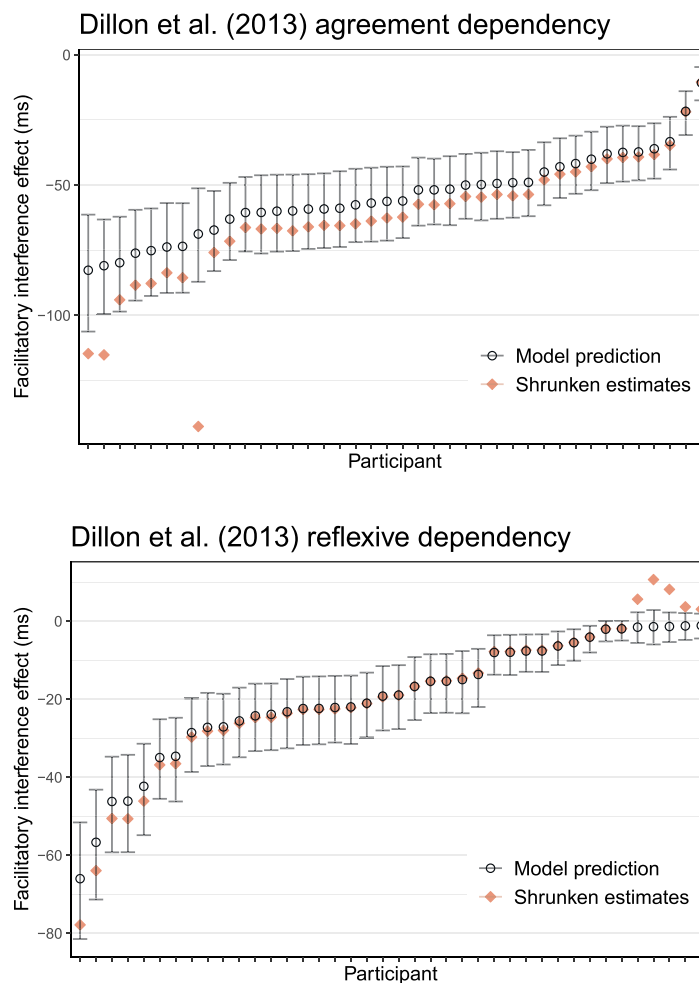 Dillon et al. (2013) agreement dependency
Facilitatory interference effect (ms)
0
−50
−100
Model prediction
Shrunken estimates
Participant
Dillon et al. (2013) reflexive dependency
Facilitatory interference effect (ms)
0
−20
−40
−60
−80
Model prediction
Shrunken estimates
Participant